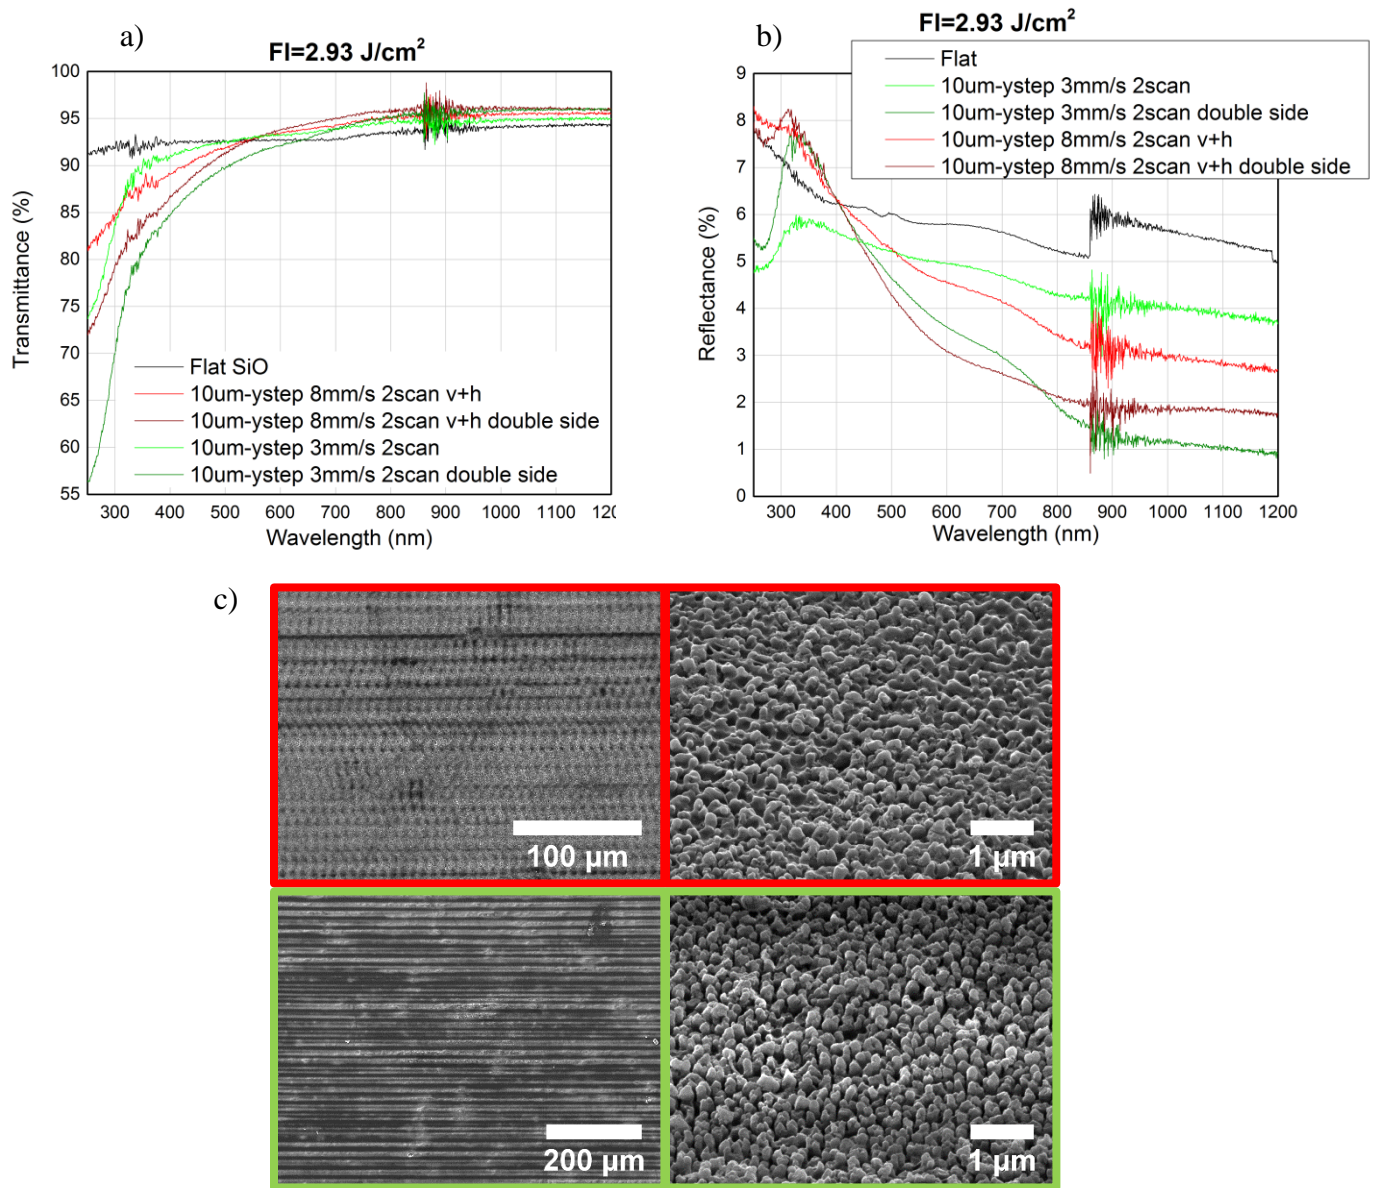 a)
FI=2.93 J/cm²
100
95
90
85
80
75
70
65
60
55
Transmittance (%)
Flat SiO
10um-ystep 8mm/s 2scan v+h
10um-ystep 8mm/s 2scan v+h double side
10um-ystep 3mm/s 2scan
10um-ystep 3mm/s 2scan double side
300 400 500 600 700 800 900 1000 1100 120
Wavelength (nm)
b)
FI=2.93 J/cm²
Flat
10um-ystep 3mm/s 2scan
10um-ystep 3mm/s 2scan double side
10um-ystep 8mm/s 2scan v+h
10um-ystep 8mm/s 2scan v+h double side
9
8
7
6
5
4
3
2
1
0
Reflectance (%)
300 400 500 600 700 800 900 1000 1100 1200
Wavelength (nm)
c)
100 µm
1 µm
200 µm
1 µm